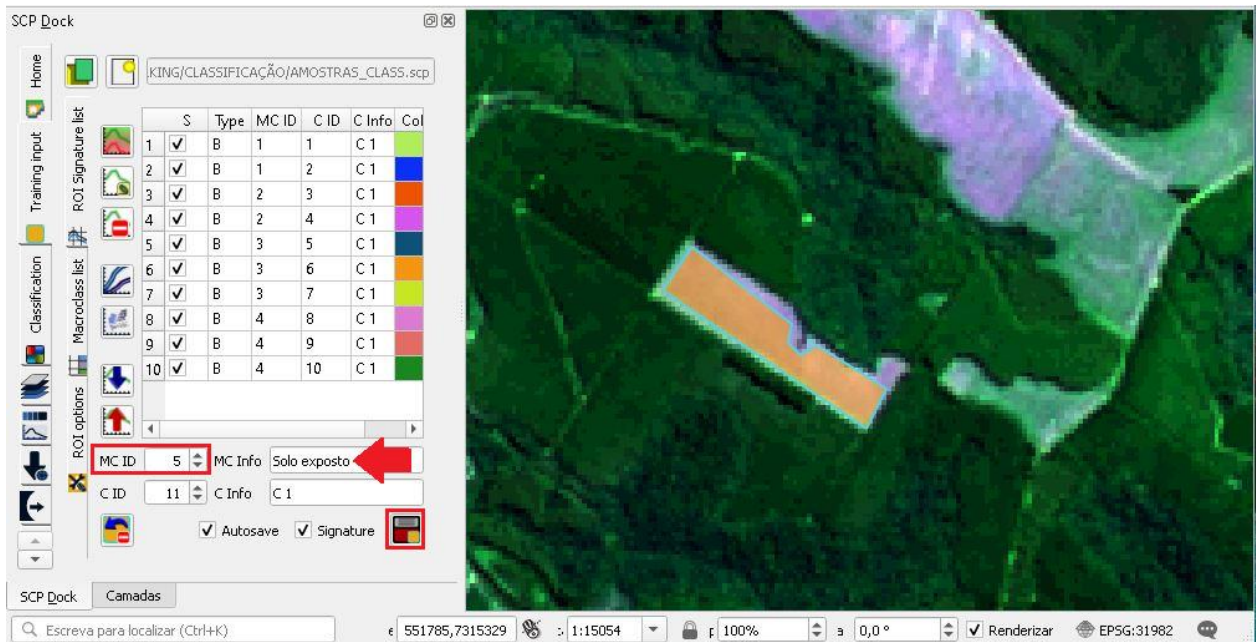 SCP Dock
Home
Training input
Classification
ROI Signature list
Macroclass list
ROI options
KING/CLASSIFICAÇÃO/AMOSTRAS_CLASS.scp
S Type MC ID C ID C Info Col
1 B 1 1 C 1
2 B 1 2 C 1
3 B 2 3 C 1
4 B 2 4 C 1
5 B 3 5 C 1
6 B 3 6 C 1
7 B 3 7 C 1
8 B 4 8 C 1
9 B 4 9 C 1
10 B 4 10 C 1
MC ID 5 MC Info Solo exposto
C ID 11 C Info C 1
Autosave Signature
SCP Dock Camadas
Escreva para localizar (Ctrl+K) 551785,7315329 1:15054 100% 0,0 ° Renderizar EPSG:31982